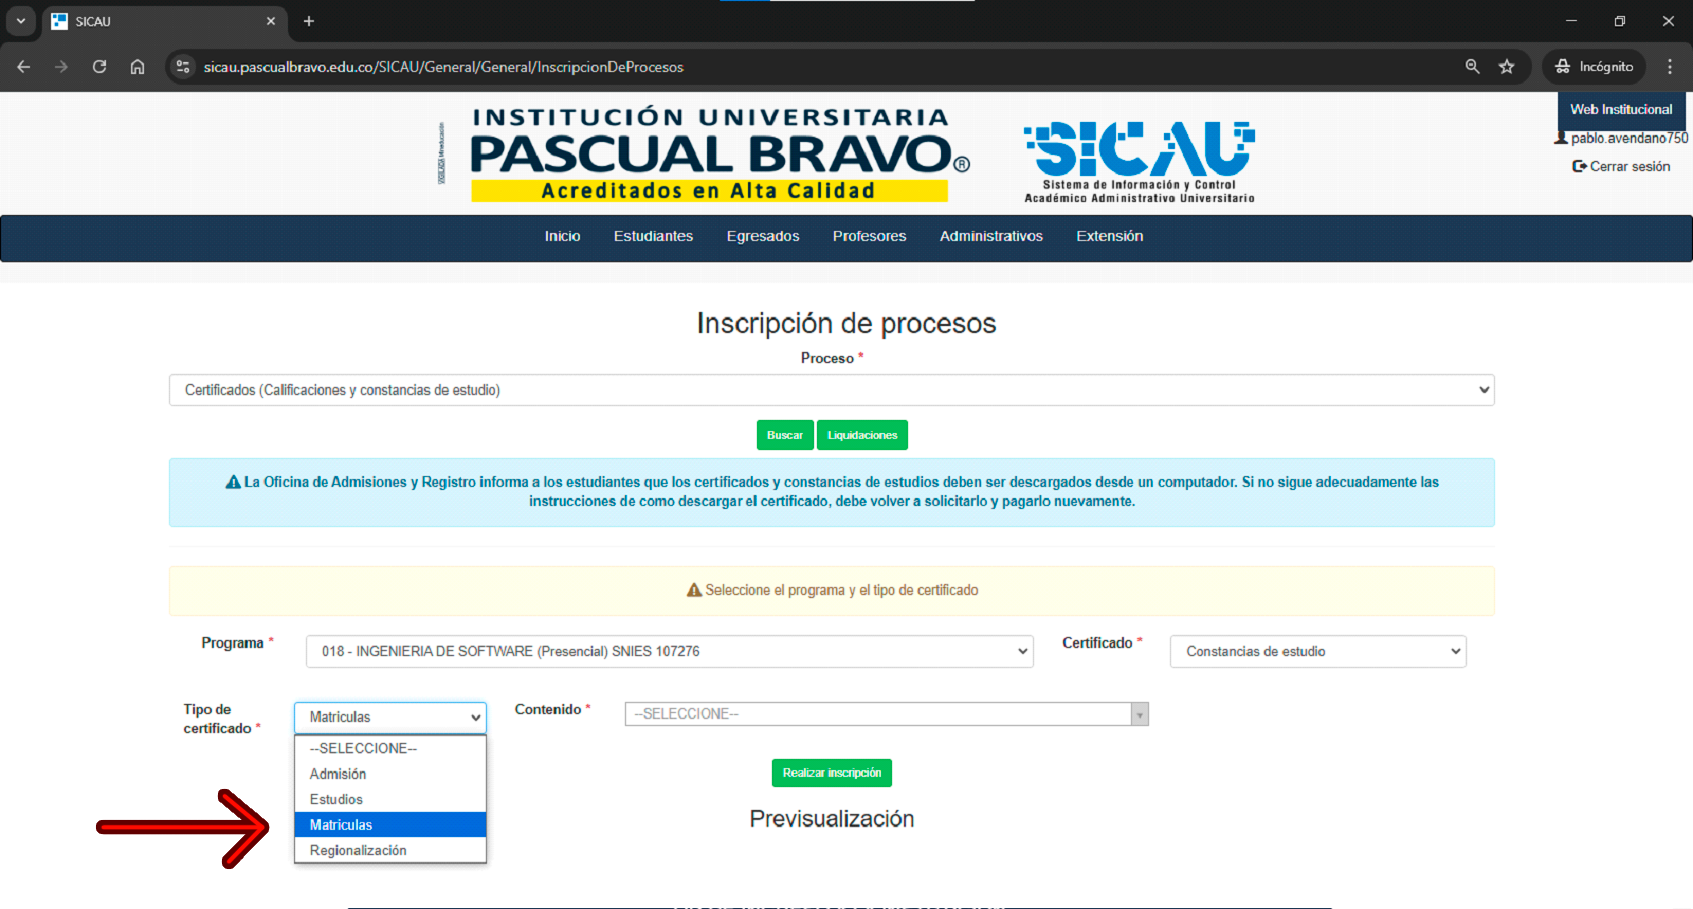 SICAU
sicau.pascualbravo.edu.co/SICAU/General/General/InscripcionDeProcesos
Incógnito
VIGILADA Mineducación
INSTITUCIÓN UNIVERSITARIA
PASCUAL BRAVO®
Acreditados en Alta Calidad
SICAU
Sistema de Información y Control
Académico Administrativo Universitario
Web Institucional
pablo.avendano750
Cerrar sesión
Inicio Estudiantes Egresados Profesores Administrativos Extensión
Inscripción de procesos
Proceso *
Certificados (Calificaciones y constancias de estudio)
Buscar Liquidaciones
La Oficina de Admisiones y Registro informa a los estudiantes que los certificados y constancias de estudios deben ser descargados desde un computador. Si no sigue adecuadamente las
instrucciones de como descargar el certificado, debe volver a solicitarlo y pagarlo nuevamente.
Seleccione el programa y el tipo de certificado
Programa * 018 - INGENIERIA DE SOFTWARE (Presencial) SNIES 107276 Certificado * Constancias de estudio
Tipo de
certificado *
Matriculas
Contenido * --SELECCIONE--
--SELECCIONE--
Admisión
Estudios
Matriculas
Regionalización
Realizar inscripción
Previsualización